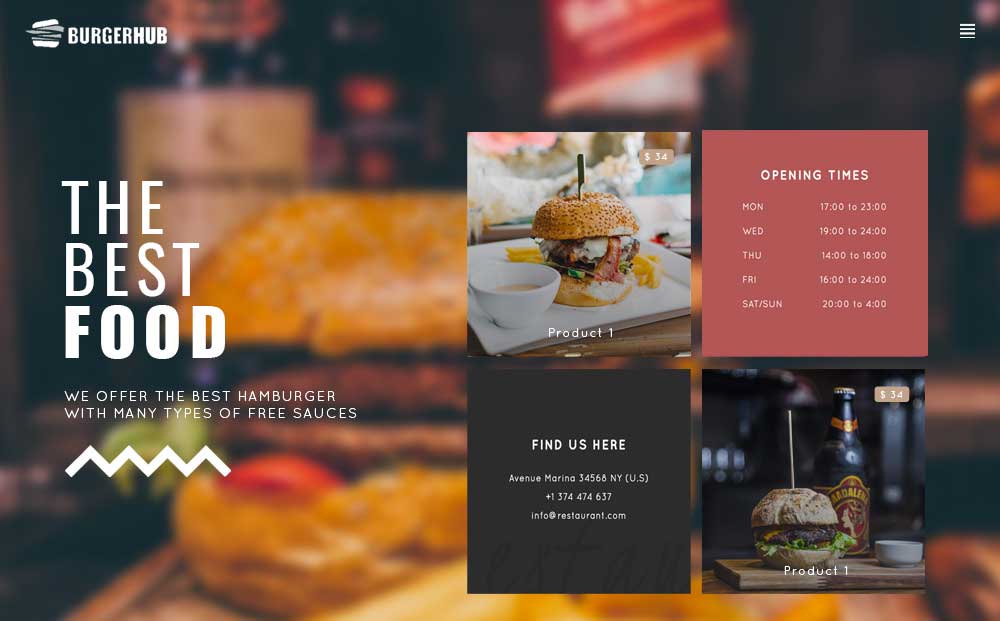 BURGERHUB
THE
BEST
FOOD
WE OFFER THE BEST HAMBURGER
WITH MANY TYPES OF FREE SAUCES
$ 34
Product 1
OPENING TIMES
MON 17:00 to 23:00
WED 19:00 to 24:00
THU 14:00 to 18:00
FRI 16:00 to 24:00
SAT/SUN 20:00 to 4:00
FIND US HERE
Avenue Marina 34568 NY (U.S)
+1 374 474 637
info@restaurant.com
$ 34
Product 1